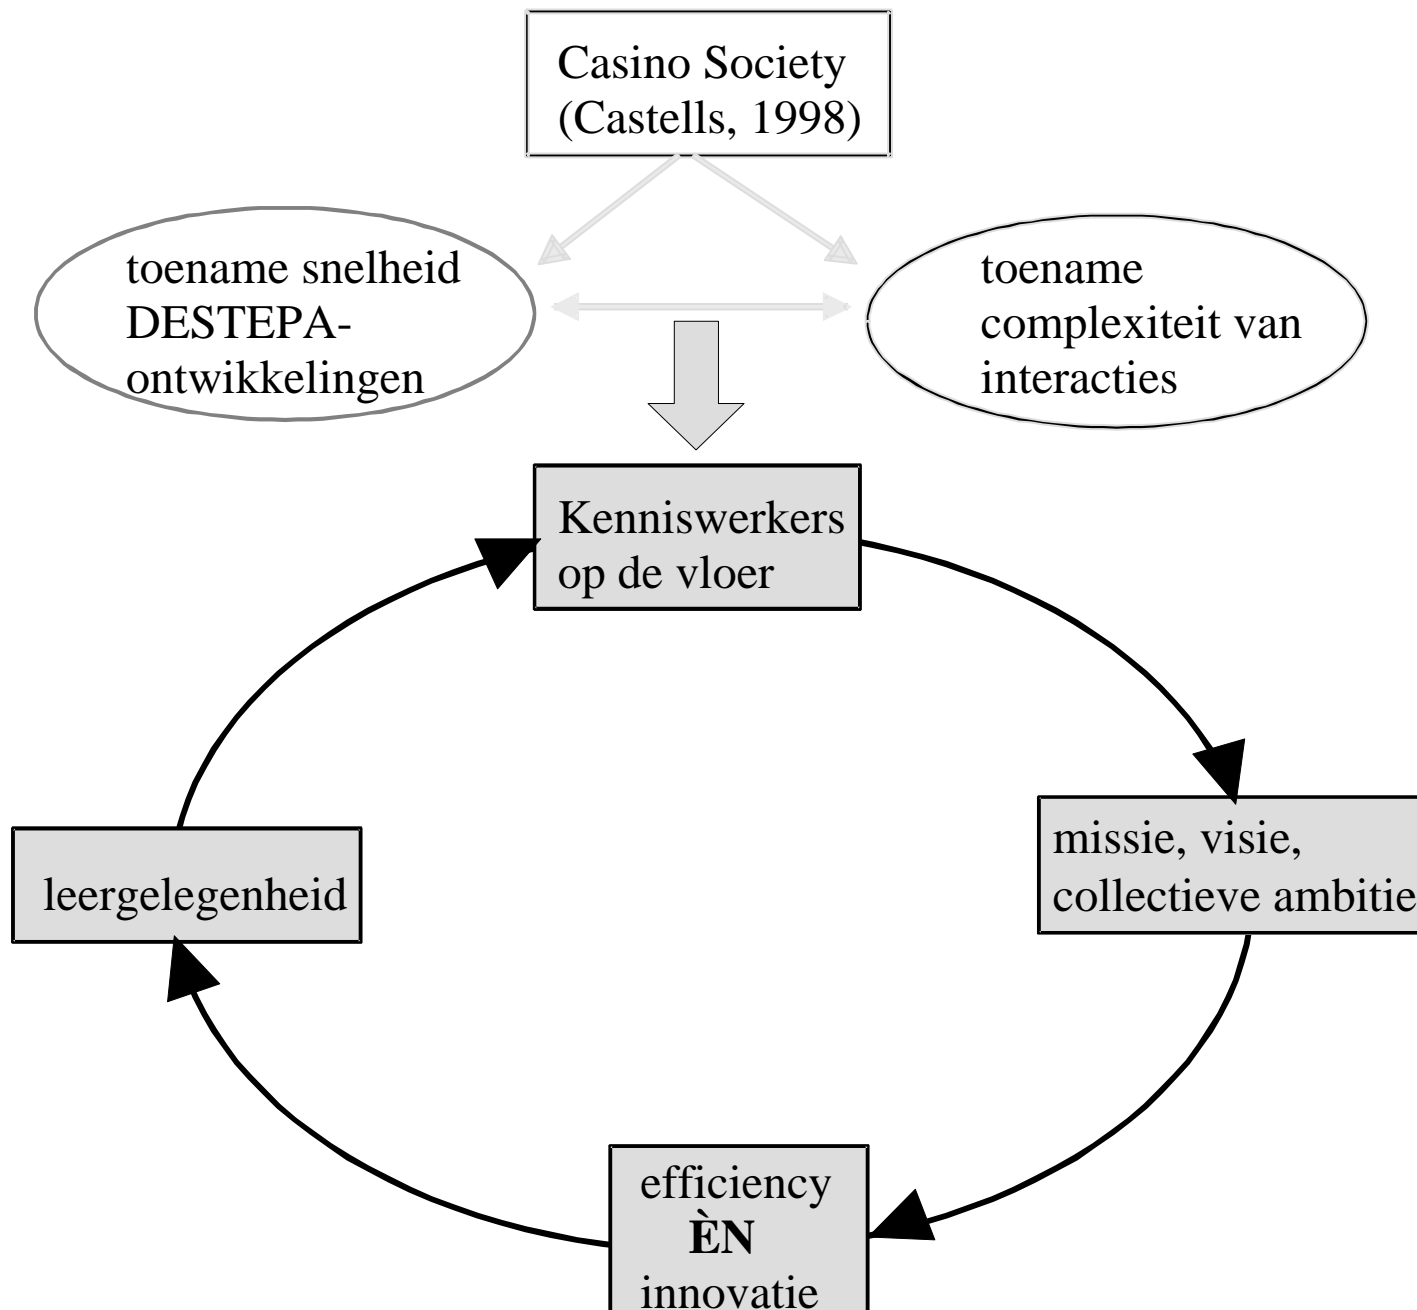 Casino Society
(Castells, 1998)
toename snelheid
DESTEPA-
ontwikkelingen
toename
complexiteit van
interacties
Kenniswerkers
op de vloer
leergelegenheid
missie, visie,
collectieve ambitie
efficiency
ÈN
innovatie